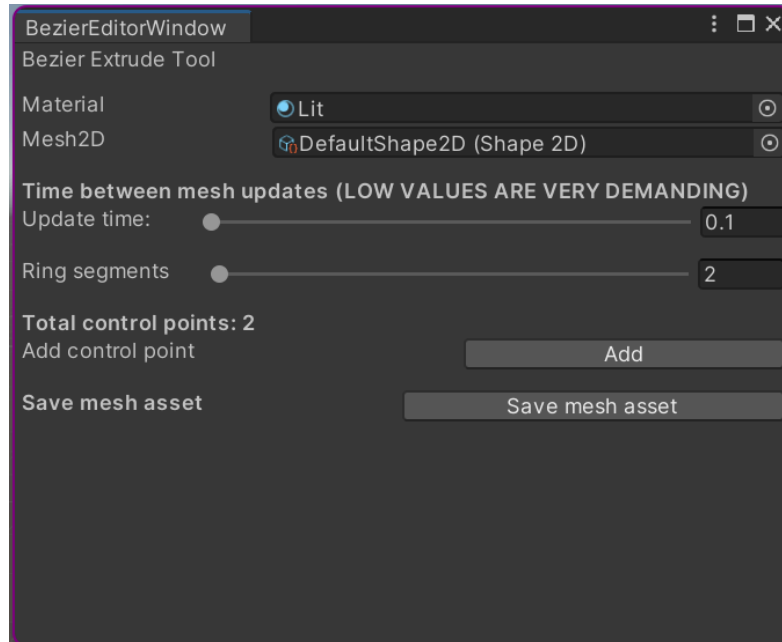 BezierEditorWindow
Bezier Extrude Tool
Material Lit
Mesh2D DefaultShape2D (Shape 2D)
Time between mesh updates (LOW VALUES ARE VERY DEMANDING)
Update time: 0.1
Ring segments 2
Total control points: 2
Add control point Add
Save mesh asset Save mesh asset